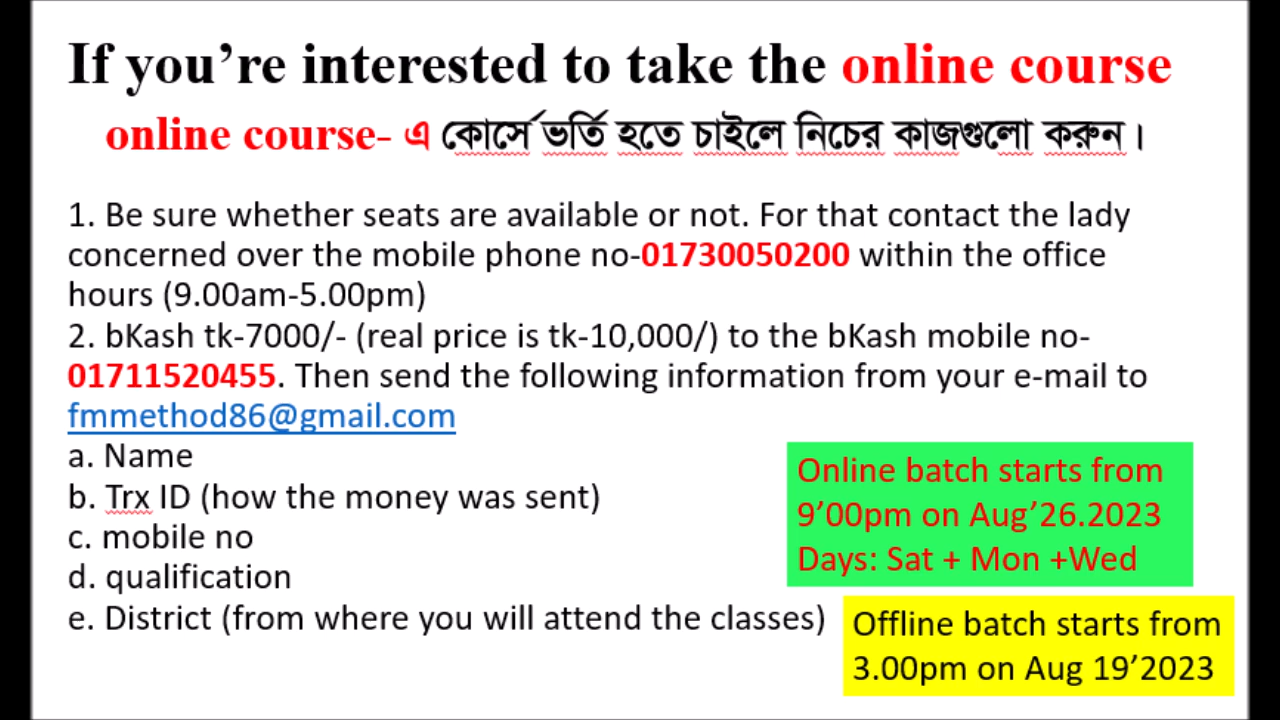 If you’re interested to take the online course
online course- এ কোর্সে ভর্তি হতে চাইলে নিচের কাজগুলো করুন।
1. Be sure whether seats are available or not. For that contact the lady
concerned over the mobile phone no-01730050200 within the office
hours (9.00am-5.00pm)
2. bKash tk-7000/- (real price is tk-10,000/) to the bKash mobile no-
01711520455. Then send the following information from your e-mail to
fmmethod86@gmail.com
a. Name
b. Trx ID (how the money was sent)
c. mobile no
d. qualification
e. District (from where you will attend the classes)
Online batch starts from
9’00pm on Aug’26.2023
Days: Sat + Mon +Wed
Offline batch starts from
3.00pm on Aug 19’2023